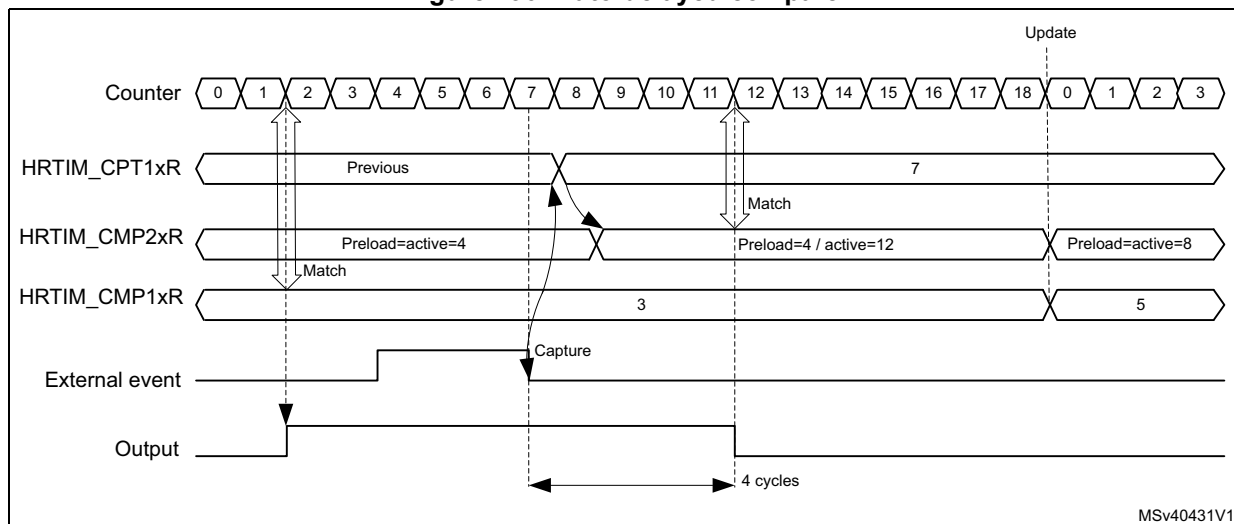 Update
Counter 0 1 2 3 4 5 6 7 8 9 10 11 12 13 14 15 16 17 18 0 1 2 3
HRTIM_CPT1xR Previous 7
Match
HRTIM_CMP2xR Preload=active=4 Preload=4 / active=12 Preload=active=8
Match
HRTIM_CMP1xR 3 5
Capture
External event
Output
4 cycles
MSv40431V1